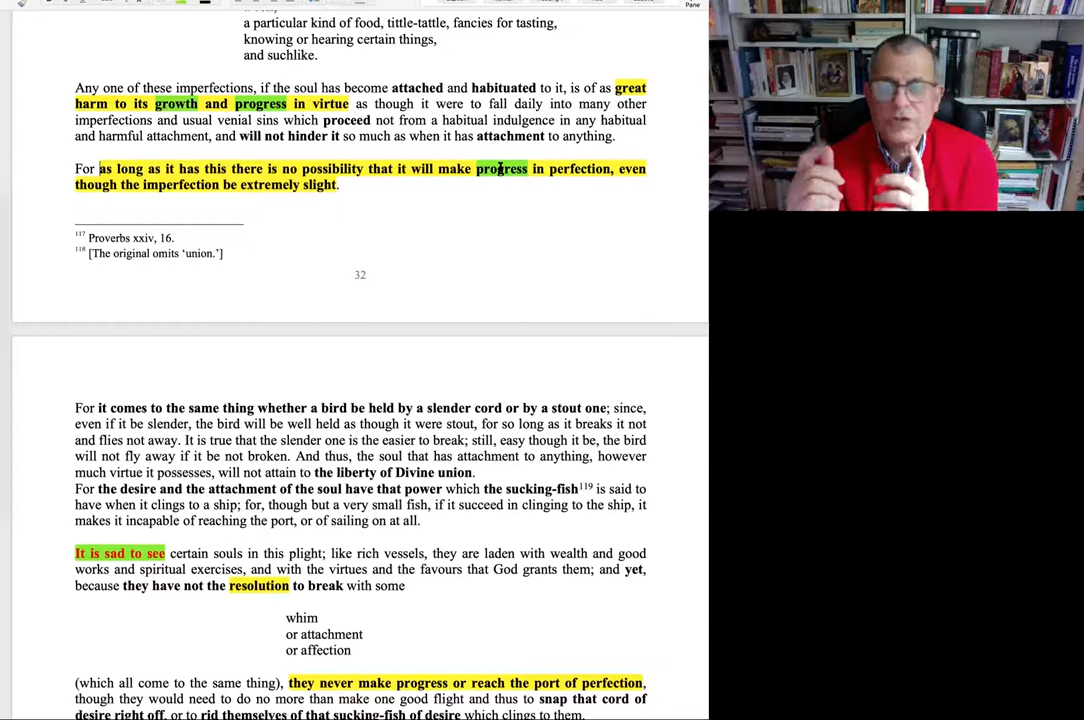 Pane
a particular kind of food, tittle-tattle, fancies for tasting,
knowing or hearing certain things,
and suchlike.
Any one of these imperfections, if the soul has become attached and habituated to it, is of as great
harm to its growth and progress in virtue as though it were to fall daily into many other
imperfections and usual venial sins which proceed not from a habitual indulgence in any habitual
and harmful attachment, and will not hinder it so much as when it has attachment to anything.
For as long as it has this there is no possibility that it will make progress in perfection, even
though the imperfection be extremely slight.
117 Proverbs xxiv, 16.
118 [The original omits ‘union.’]
32
For it comes to the same thing whether a bird be held by a slender cord or by a stout one; since,
even if it be slender, the bird will be well held as though it were stout, for so long as it breaks it not
and flies not away. It is true that the slender one is the easier to break; still, easy though it be, the bird
will not fly away if it be not broken. And thus, the soul that has attachment to anything, however
much virtue it possesses, will not attain to the liberty of Divine union.
For the desire and the attachment of the soul have that power which the sucking-fish119 is said to
have when it clings to a ship; for, though but a very small fish, if it succeed in clinging to the ship, it
makes it incapable of reaching the port, or of sailing on at all.
It is sad to see certain souls in this plight; like rich vessels, they are laden with wealth and good
works and spiritual exercises, and with the virtues and the favours that God grants them; and yet,
because they have not the resolution to break with some
whim
or attachment
or affection
(which all come to the same thing), they never make progress or reach the port of perfection,
though they would need to do no more than make one good flight and thus to snap that cord of
desire right off, or to rid themselves of that sucking-fish of desire which clings to them.